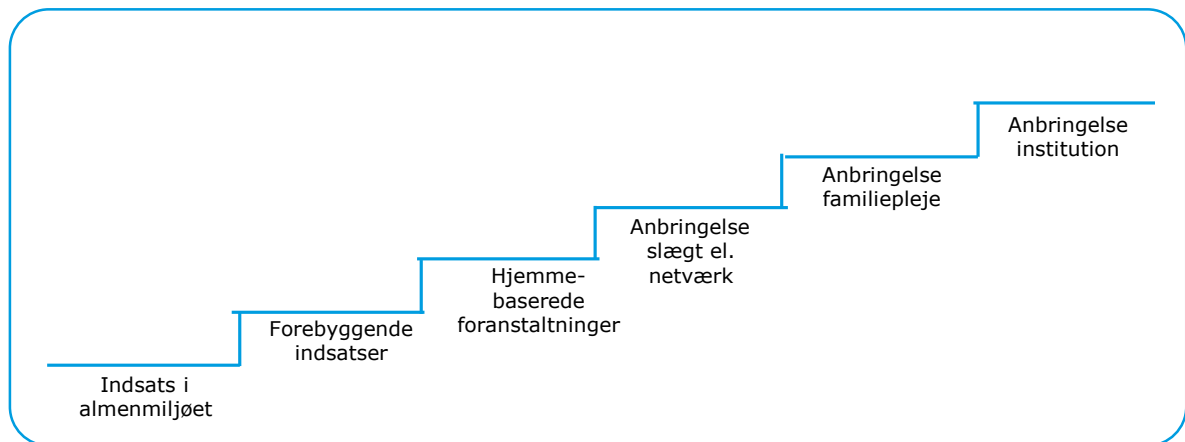 Indsats i
almenmiljøet
Forebyggende
indsatser
Hjemme-
baserede
foranstaltninger
Anbringelse
slægt el.
netværk
Anbringelse
familiepleje
Anbringelse
institution